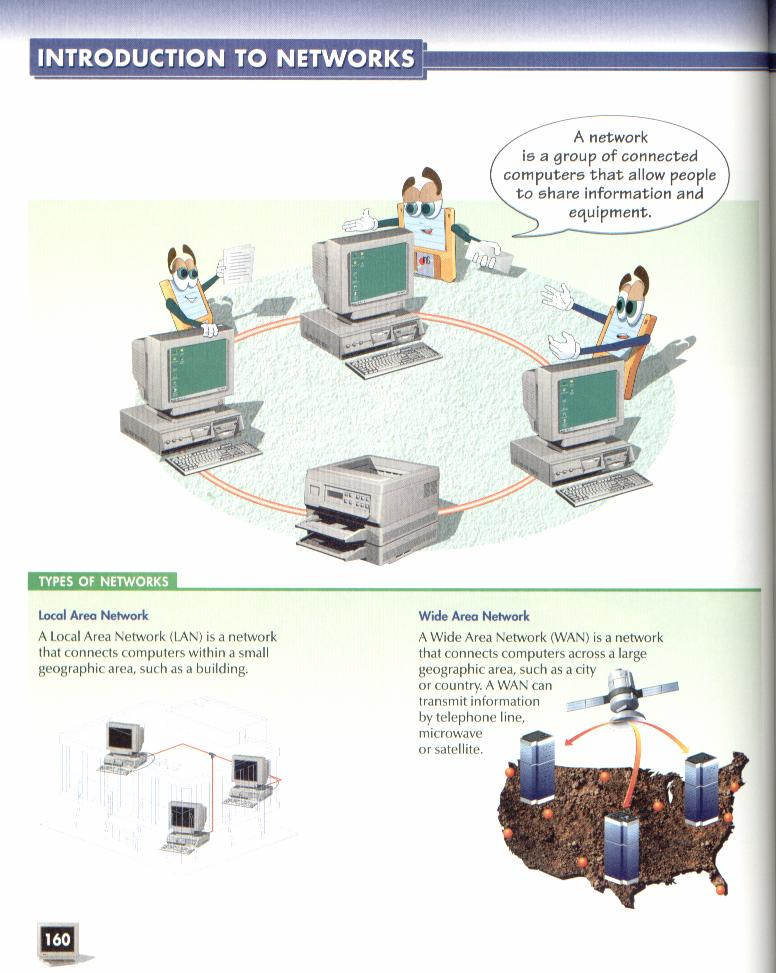 INTRODUCTION TO NETWORKS
A network
is a group of connected
computers that allow people
to share information and
equipment.
TYPES OF NETWORKS
Local Area Network
A Local Area Network (LAN) is a network
that connects computers within a small
geographic area, such as a building.
Wide Area Network
A Wide Area Network (WAN) is a network
that connects computers across a large
geographic area, such as a city
or country. A WAN can
transmit information
by telephone line,
microwave
or satellite.
160